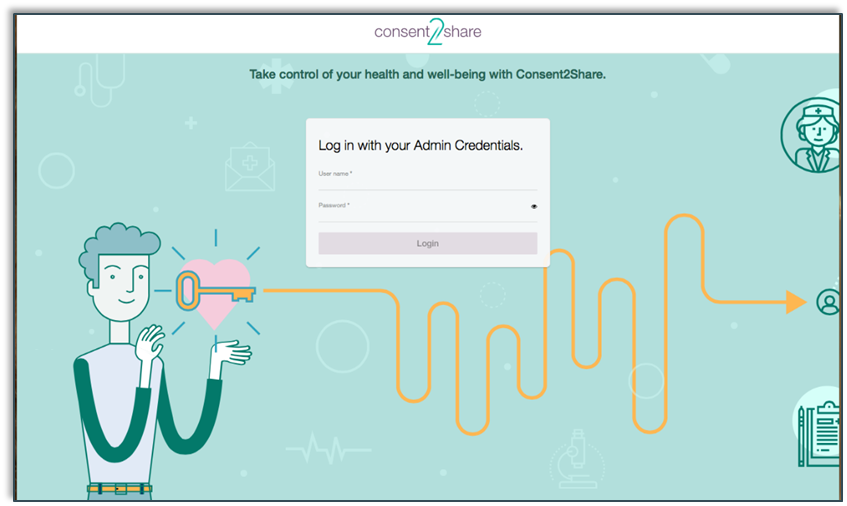 consent2share
Take control of your health and well-being with Consent2Share.
Log in with your Admin Credentials.
User name *
Password *
Login